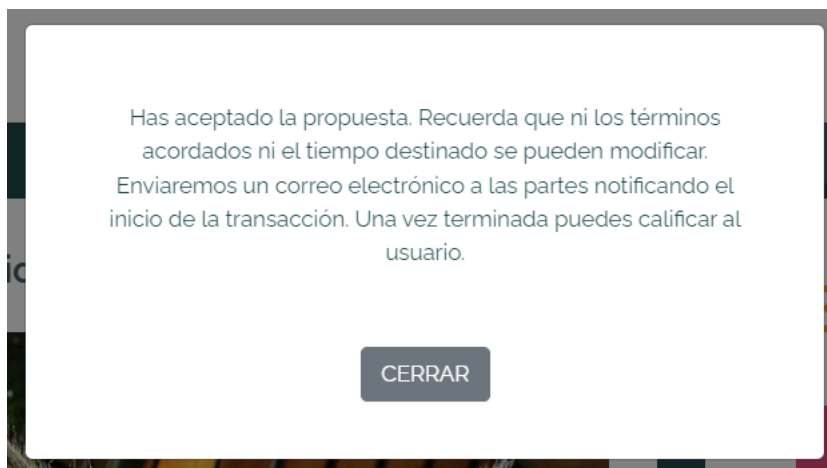 Has aceptado la propuesta. Recuerda que ni los términos
acordados ni el tiempo destinado se pueden modificar.
Enviaremos un correo electrónico a las partes notificando el
inicio de la transacción. Una vez terminada puedes calificar al
usuario.
CERRAR